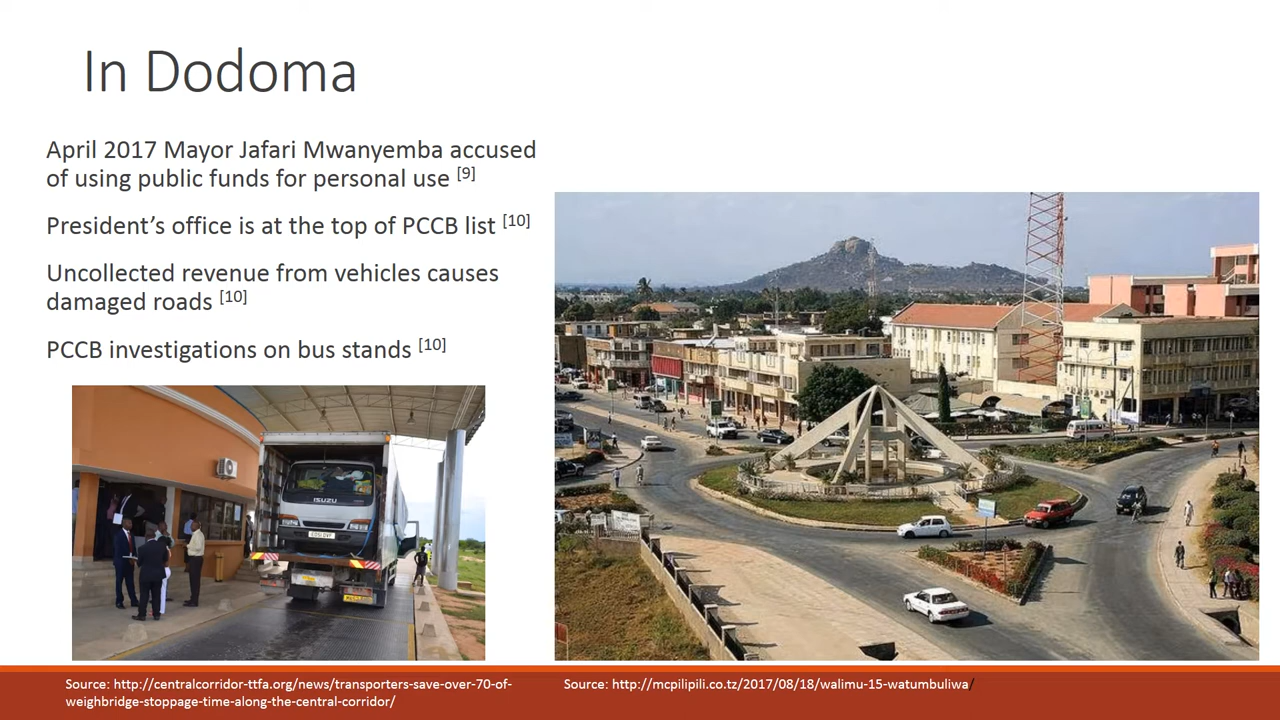 In Dodoma
April 2017 Mayor Jafari Mwanyemba accused
of using public funds for personal use [9]
President’s office is at the top of PCCB list [10]
Uncollected revenue from vehicles causes
damaged roads [10]
PCCB investigations on bus stands [10]
ISUZU
Source: http://centralcorridor-ttfa.org/news/transporters-save-over-70-of-
weighbridge-stoppage-time-along-the-central-corridor/
Source: http://mcpilipili.co.tz/2017/08/18/walimu-15-watumbuliwa/